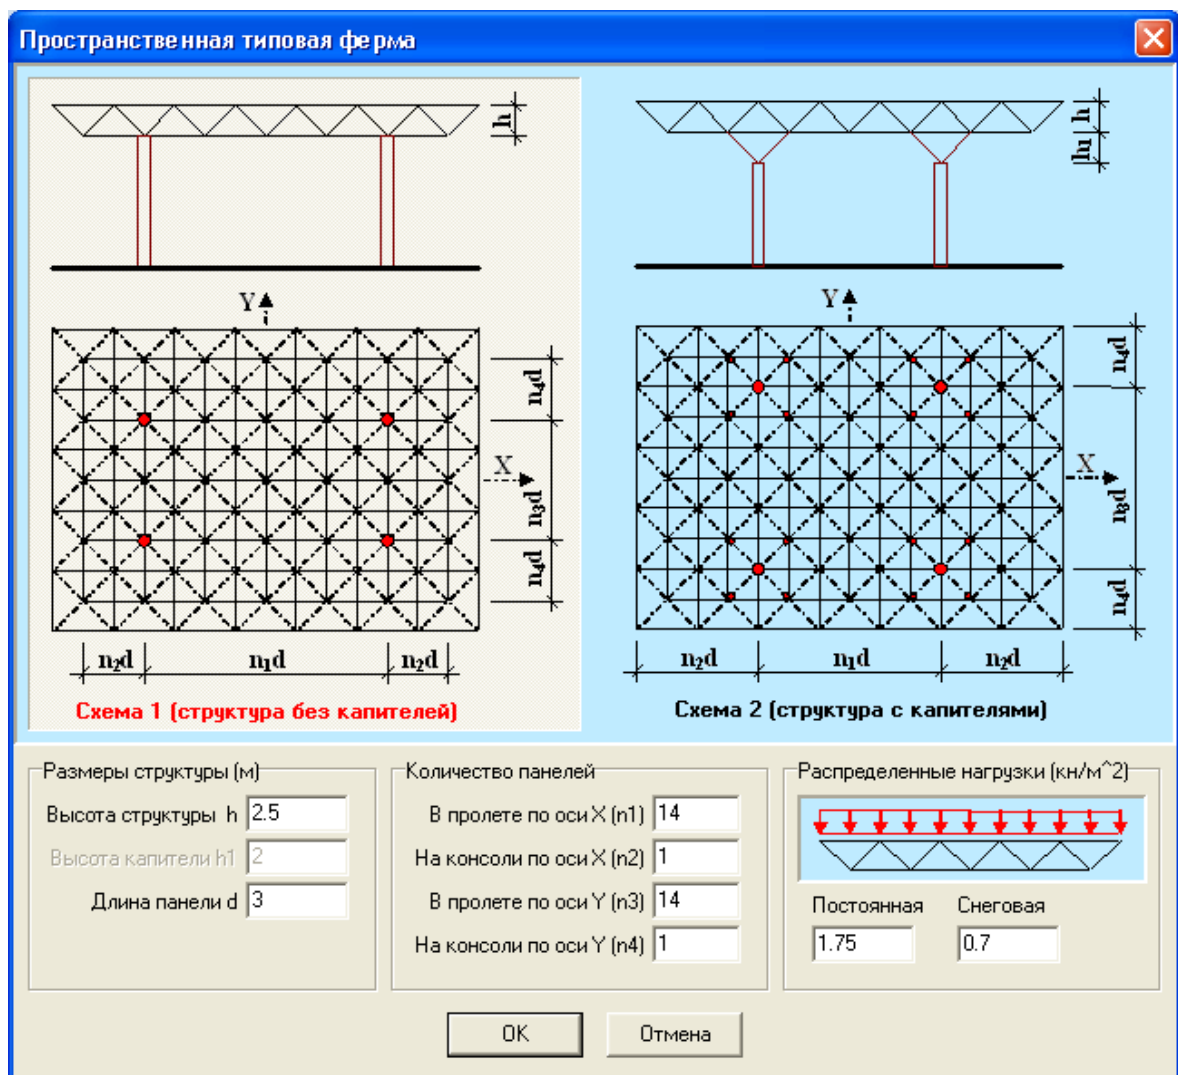 Пространственная типовая ферма
h
h
h1
Y
Y
n4d
X
n3d
n4d
n4d
X
n3d
n4d
n2d
n1d
n2d
n2d
n1d
n2d
Схема 1 (структура без капителей)
Схема 2 (структура с капителями)
Размеры структуры (м)
Высота структуры h
2.5
Высота капители h1
2
Длина панели d
3
Количество панелей
В пролете по оси X (n1)
14
На консоли по оси X (n2)
1
В пролете по оси Y (n3)
14
На консоли по оси Y (n4)
1
Распределенные нагрузки (кн/м^2)
Постоянная
Снеговая
1.75
0.7
OK
Отмена